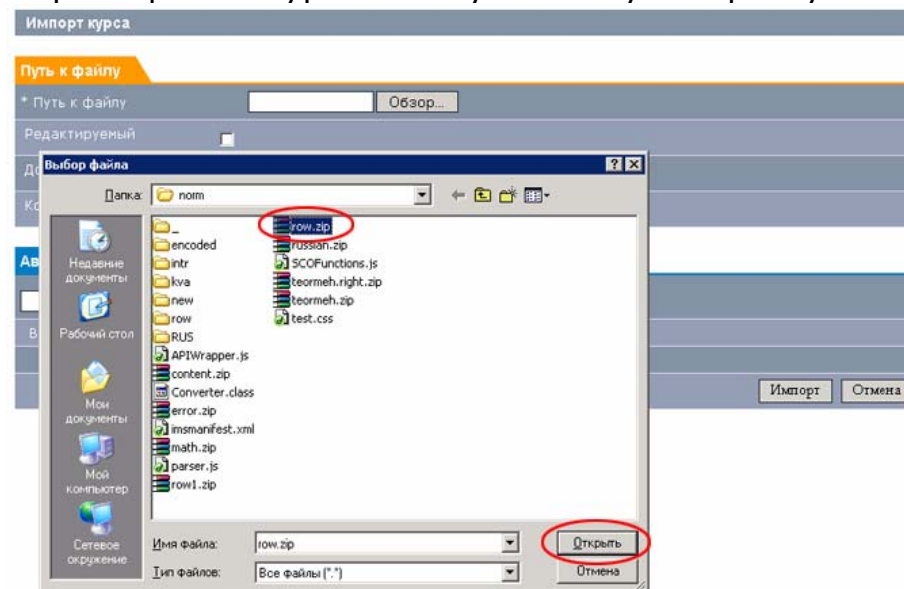 Импорт курса
Путь к файлу
* Путь к файлу
Обзор...
Редактируемый
Выбор файла
Папка:
norm
_
encoded
intr
kva
new
row
RUS
APIWrapper.js
content.zip
Converter.class
error.zip
imsmanifest.xml
math.zip
parser.js
row1.zip
row.zip
russian.zip
SCOFunctions.js
teormeh.right.zip
teormeh.zip
test.css
Недавние
документы
Рабочий стол
Мои
документы
Мой
компьютер
Сетевое
окружение
Имя файла:
row.zip
Открыть
Тип файлов:
Все файлы (*.*)
Отмена
Импорт
Отмена